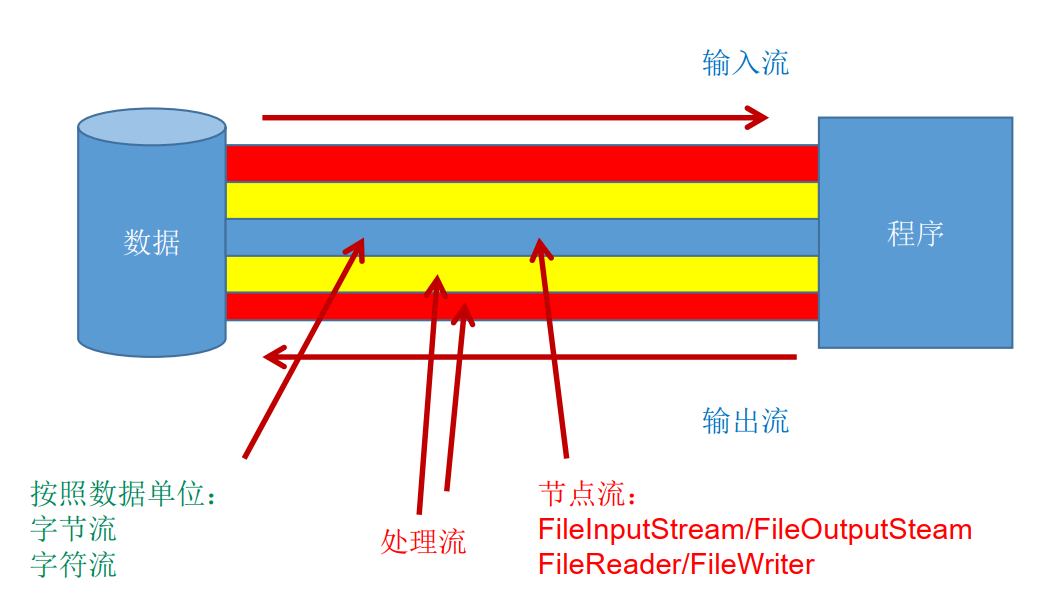 输入流
数据
程序
输出流
按照数据单位：
字节流
字符流
处理流
节点流：
FileInputStream/FileOutputSteam
FileReader/FileWriter